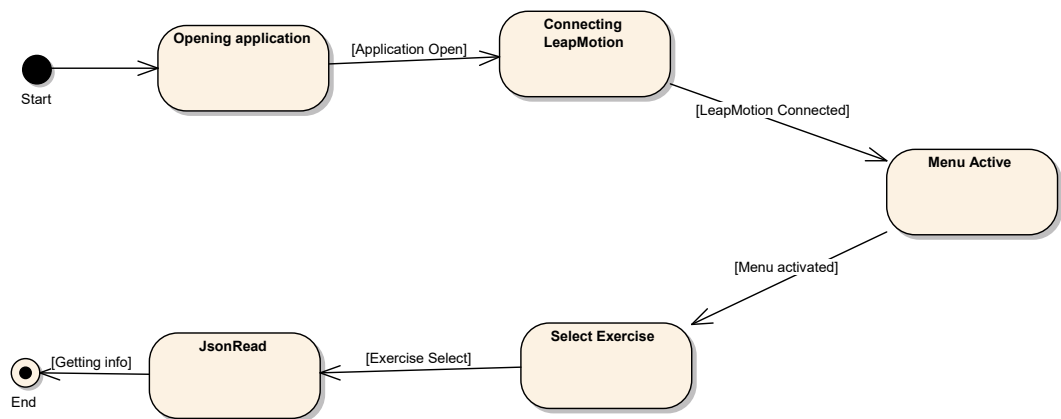 Opening application
[Application Open]
Connecting
LeapMotion
Start
[LeapMotion Connected]
Menu Active
[Menu activated]
Select Exercise
[Exercise Select]
JsonRead
[Getting info]
End